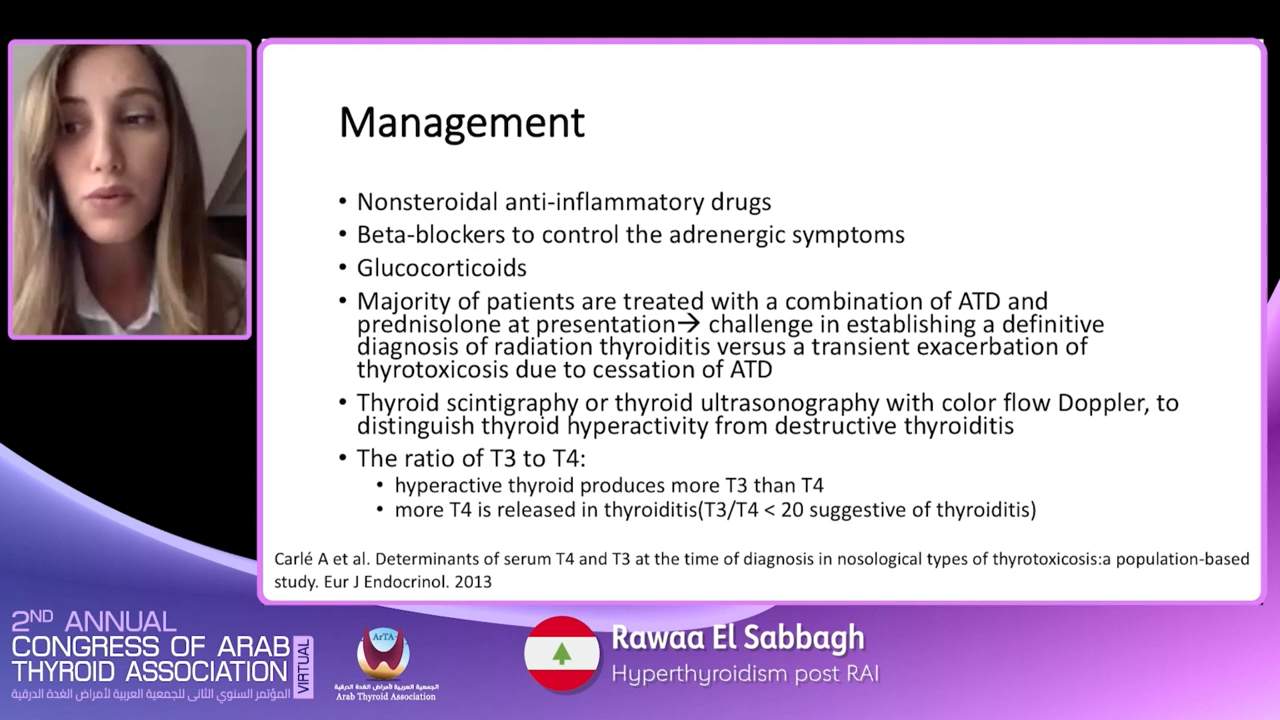 Management
• Nonsteroidal anti-inflammatory drugs
• Beta-blockers to control the adrenergic symptoms
• Glucocorticoids
• Majority of patients are treated with a combination of ATD and
prednisolone at presentation→ challenge in establishing a definitive
diagnosis of radiation thyroiditis versus a transient exacerbation of
thyrotoxicosis due to cessation of ATD
• Thyroid scintigraphy or thyroid ultrasonography with color flow Doppler, to
distinguish thyroid hyperactivity from destructive thyroiditis
• The ratio of T3 to T4:
• hyperactive thyroid produces more T3 than T4
• more T4 is released in thyroiditis(T3/T4 < 20 suggestive of thyroiditis)
Carlé A et al. Determinants of serum T4 and T3 at the time of diagnosis in nosological types of thyrotoxicosis:a population-based
study. Eur J Endocrinol. 2013
2ND ANNUAL
CONGRESS OF ARAB
THYROID ASSOCIATION
VIRTUAL
المؤتمر السنوي الثاني للجمعية العربية لأمراض الغدة الدرقية
ArTA
الجمعية العربية لأمراض الغدة الدرقية
Arab Thyroid Association
Rawaa El Sabbagh
Hyperthyroidism post RAI